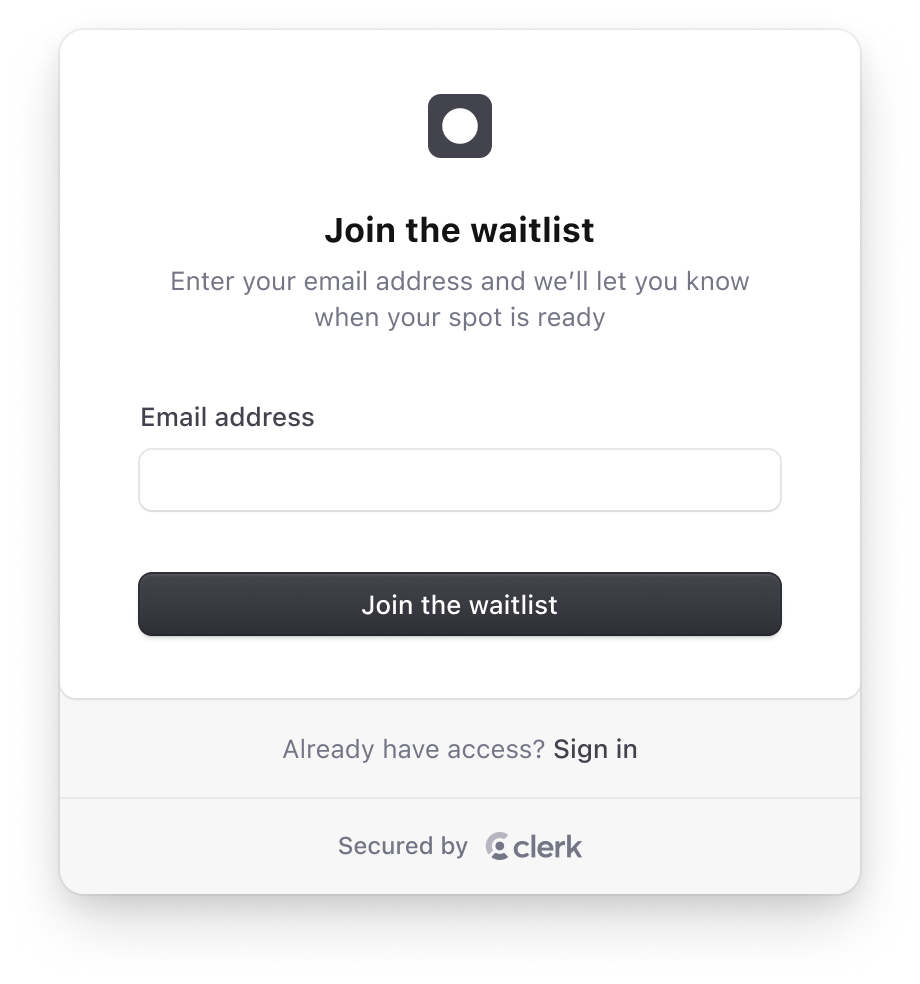 Join the waitlist
Enter your email address and we’ll let you know
when your spot is ready
Email address
Join the waitlist
Already have access? Sign in
Secured by clerk